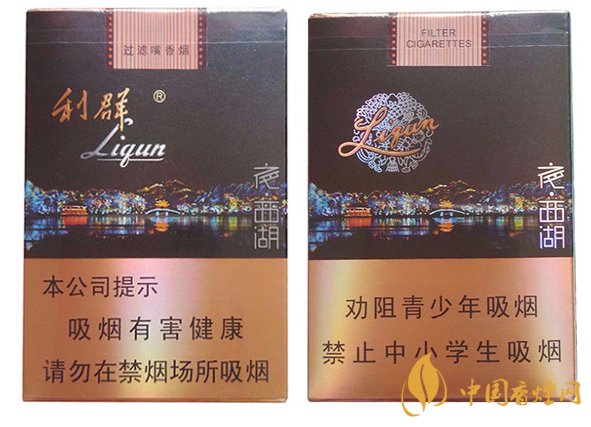 过滤嘴香烟
利群®
Liqun
夜西湖
本公司提示
吸烟有害健康
请勿在禁烟场所吸烟
FILTER
CIGARETTES
Liqun
夜西湖
劝阻青少年吸烟
禁止中小学生吸烟
中国香烟网